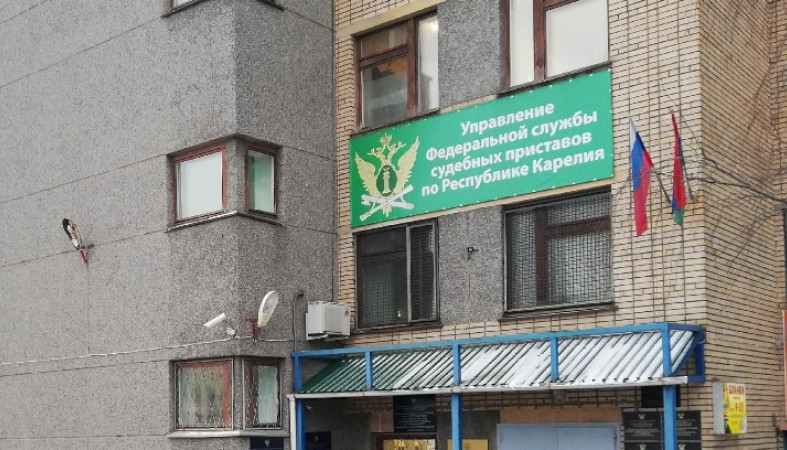 Управление
Федеральной службы
судебных приставов
по Республике Карелия